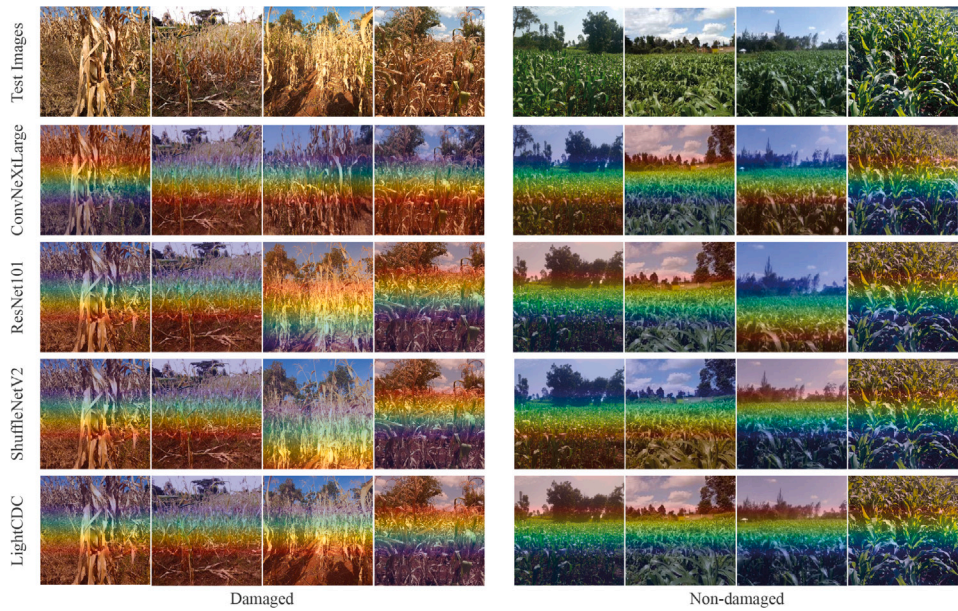 Test Images
ConvNeXtLarge
ResNet101
ShuffleNetV2
LightCDC
Damaged
Non-damaged